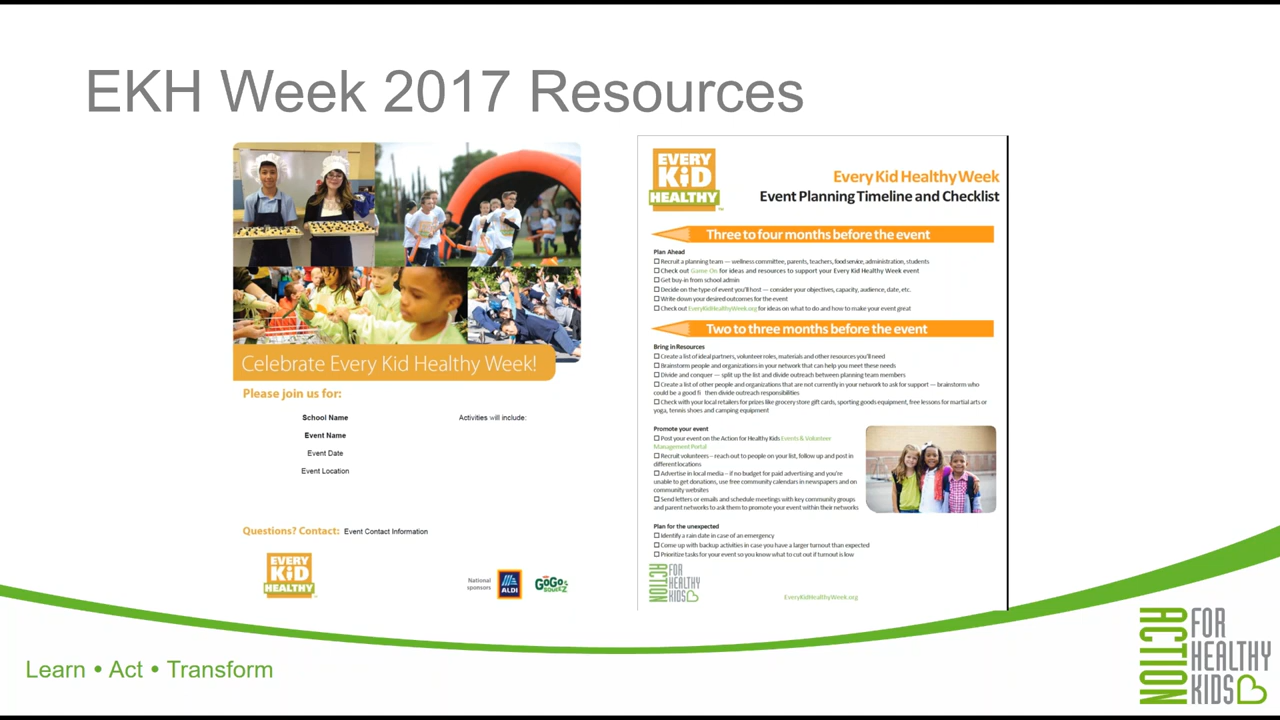 EKH Week 2017 Resources
Celebrate Every Kid Healthy Week!
Please join us for:
School Name
Event Name
Event Date
Event Location
Activities will include:
Questions? Contact: Event Contact Information
EVERY
KID
HEALTHY
National
sponsors
ALDI
GOGO
SQUEEZ
EVERY
KID
HEALTHY
Every Kid Healthy Week
Event Planning Timeline and Checklist
Three to four months before the event
Plan Ahead
Recruit a planning team — wellness committee, parents, teachers, food service, administration, students
Check out Game On for ideas and resources to support your Every Kid Healthy Week event
Get buy-in from school admin
Decide on the type of event you'll host — consider your objectives, capacity, audience, date, etc.
Write down your desired outcomes for the event
Check out EveryKidHealthyWeek.org for ideas on what to do and how to make your event great
Two to three months before the event
Bring in Resources
Create a list of ideal partners, volunteer roles, materials and other resources you'll need
Brainstorm people and organizations in your network that can help you meet these needs
Divide and conquer — split up the list and divide outreach between planning team members
Create a list of other people and organizations that are not currently in your network to ask for support — brainstorm who
could be a good fi then divide outreach responsibilities
Check with your local retailers for prizes like grocery store gift cards, sporting goods equipment, free lessons for martial arts or
yoga, tennis shoes and camping equipment
Promote your event
Post your event on the Action for Healthy Kids Events & Volunteer
Management Portal
Recruit volunteers – reach out to people on your list, follow up and post in
different locations
Advertise in local media – if no budget for paid advertising and you're
unable to get donations, use free community calendars in newspapers and on
community websites
Send letters or emails and schedule meetings with key community groups
and parent networks to ask them to promote your event within their networks
Plan for the unexpected
Identify a rain date in case of an emergency
Come up with backup activities in case you have a larger turnout than expected
Prioritize tasks for your event so you know what to cut out if turnout is low
ACTION
FOR
HEALTHY
KIDS
EveryKidHealthyWeek.org
Learn • Act • Transform
ACTION
FOR
HEALTHY
KIDS